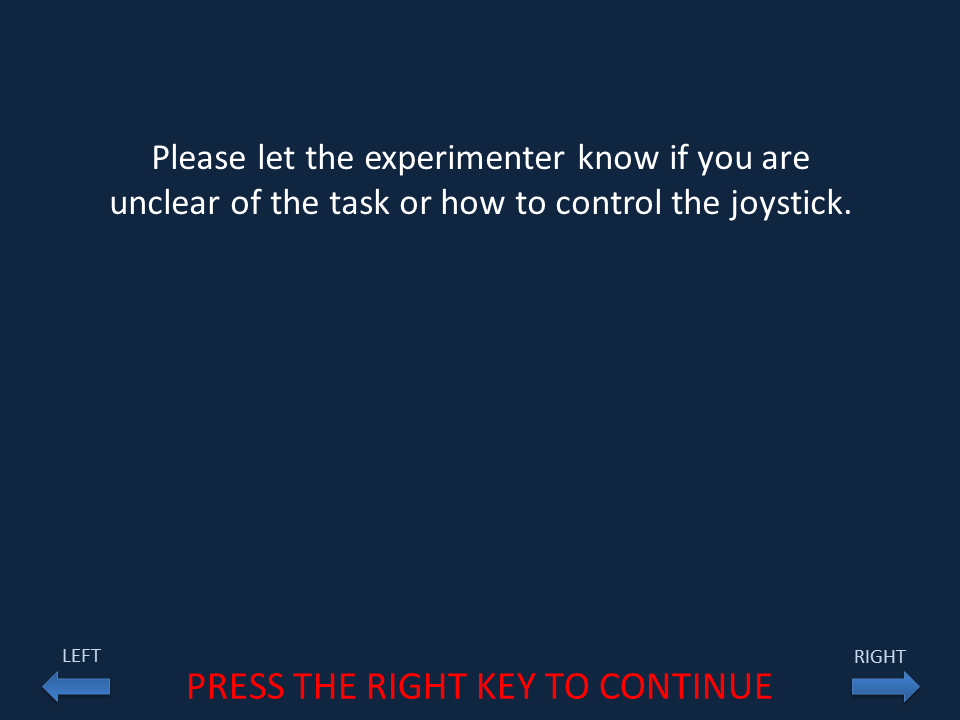 Please let the experimenter know if you are
unclear of the task or how to control the joystick.
LEFT
RIGHT
PRESS THE RIGHT KEY TO CONTINUE